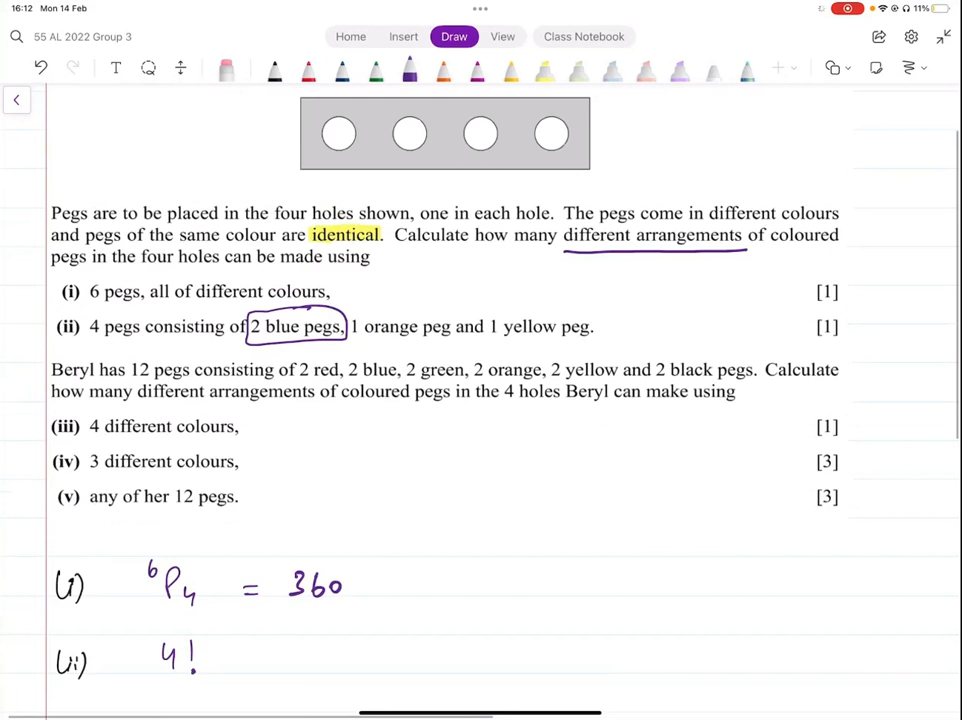 16:12 Mon 14 Feb
11%
55 AL 2022 Group 3
Home Insert Draw View Class Notebook
Pegs are to be placed in the four holes shown, one in each hole. The pegs come in different colours
and pegs of the same colour are identical. Calculate how many different arrangements of coloured
pegs in the four holes can be made using
(i) 6 pegs, all of different colours, [1]
(ii) 4 pegs consisting of 2 blue pegs, 1 orange peg and 1 yellow peg. [1]
Beryl has 12 pegs consisting of 2 red, 2 blue, 2 green, 2 orange, 2 yellow and 2 black pegs. Calculate
how many different arrangements of coloured pegs in the 4 holes Beryl can make using
(iii) 4 different colours, [1]
(iv) 3 different colours, [3]
(v) any of her 12 pegs. [3]
(i) ⁶P₄ = 360
(ii) 4!